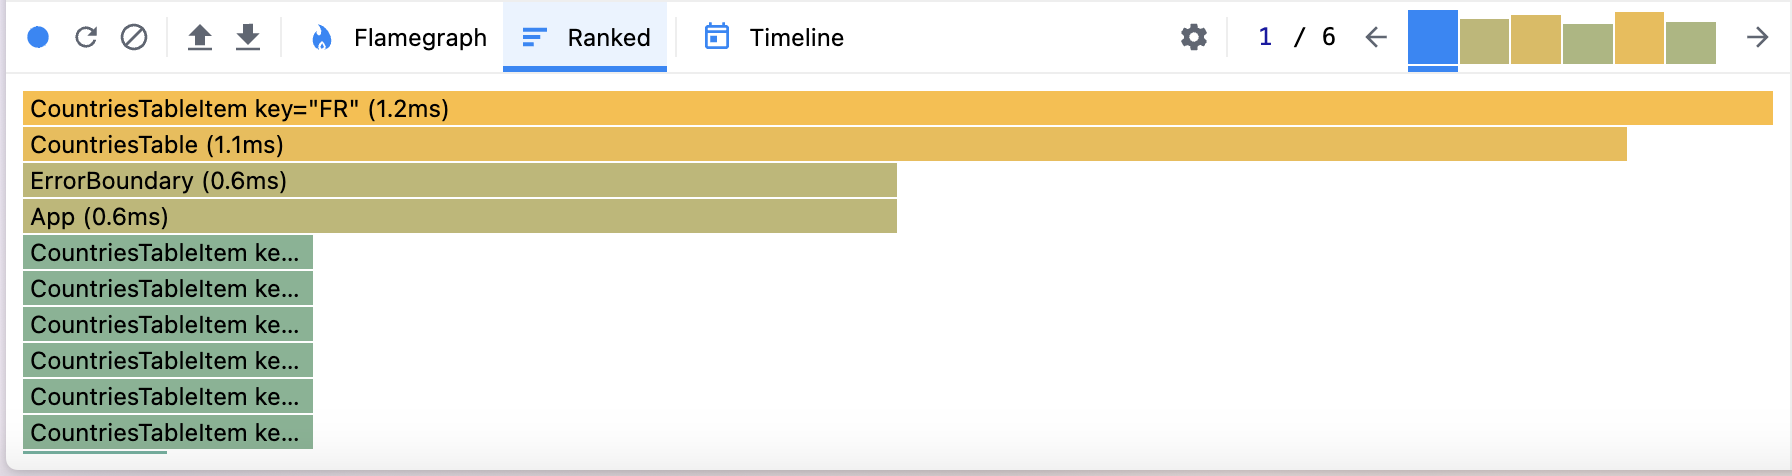 Flamegraph Ranked Timeline 1 / 6
CountriesTableItem key="FR" (1.2ms)
CountriesTable (1.1ms)
ErrorBoundary (0.6ms)
App (0.6ms)
CountriesTableItem ke...
CountriesTableItem ke...
CountriesTableItem ke...
CountriesTableItem ke...
CountriesTableItem ke...
CountriesTableItem ke...